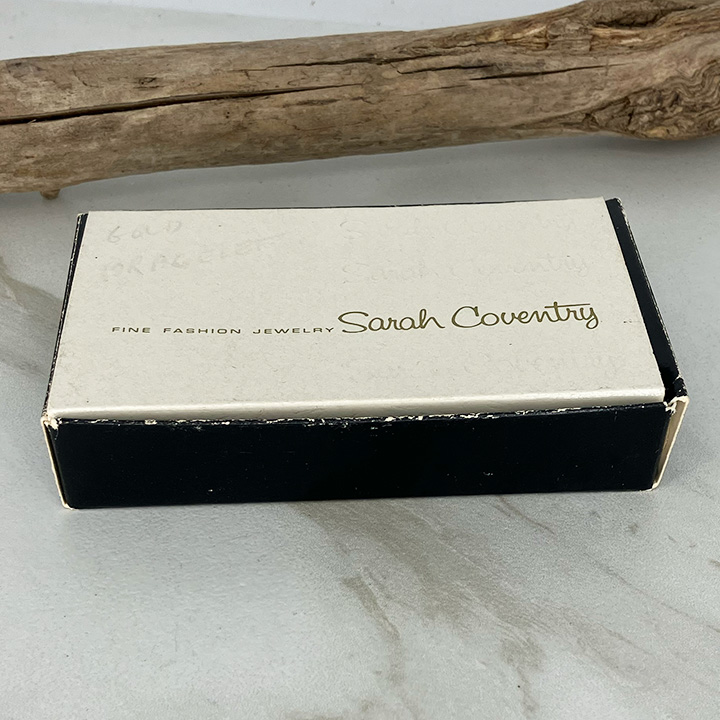 GOLD
BRACELET
FINE FASHION JEWELRY Sarah Coventry